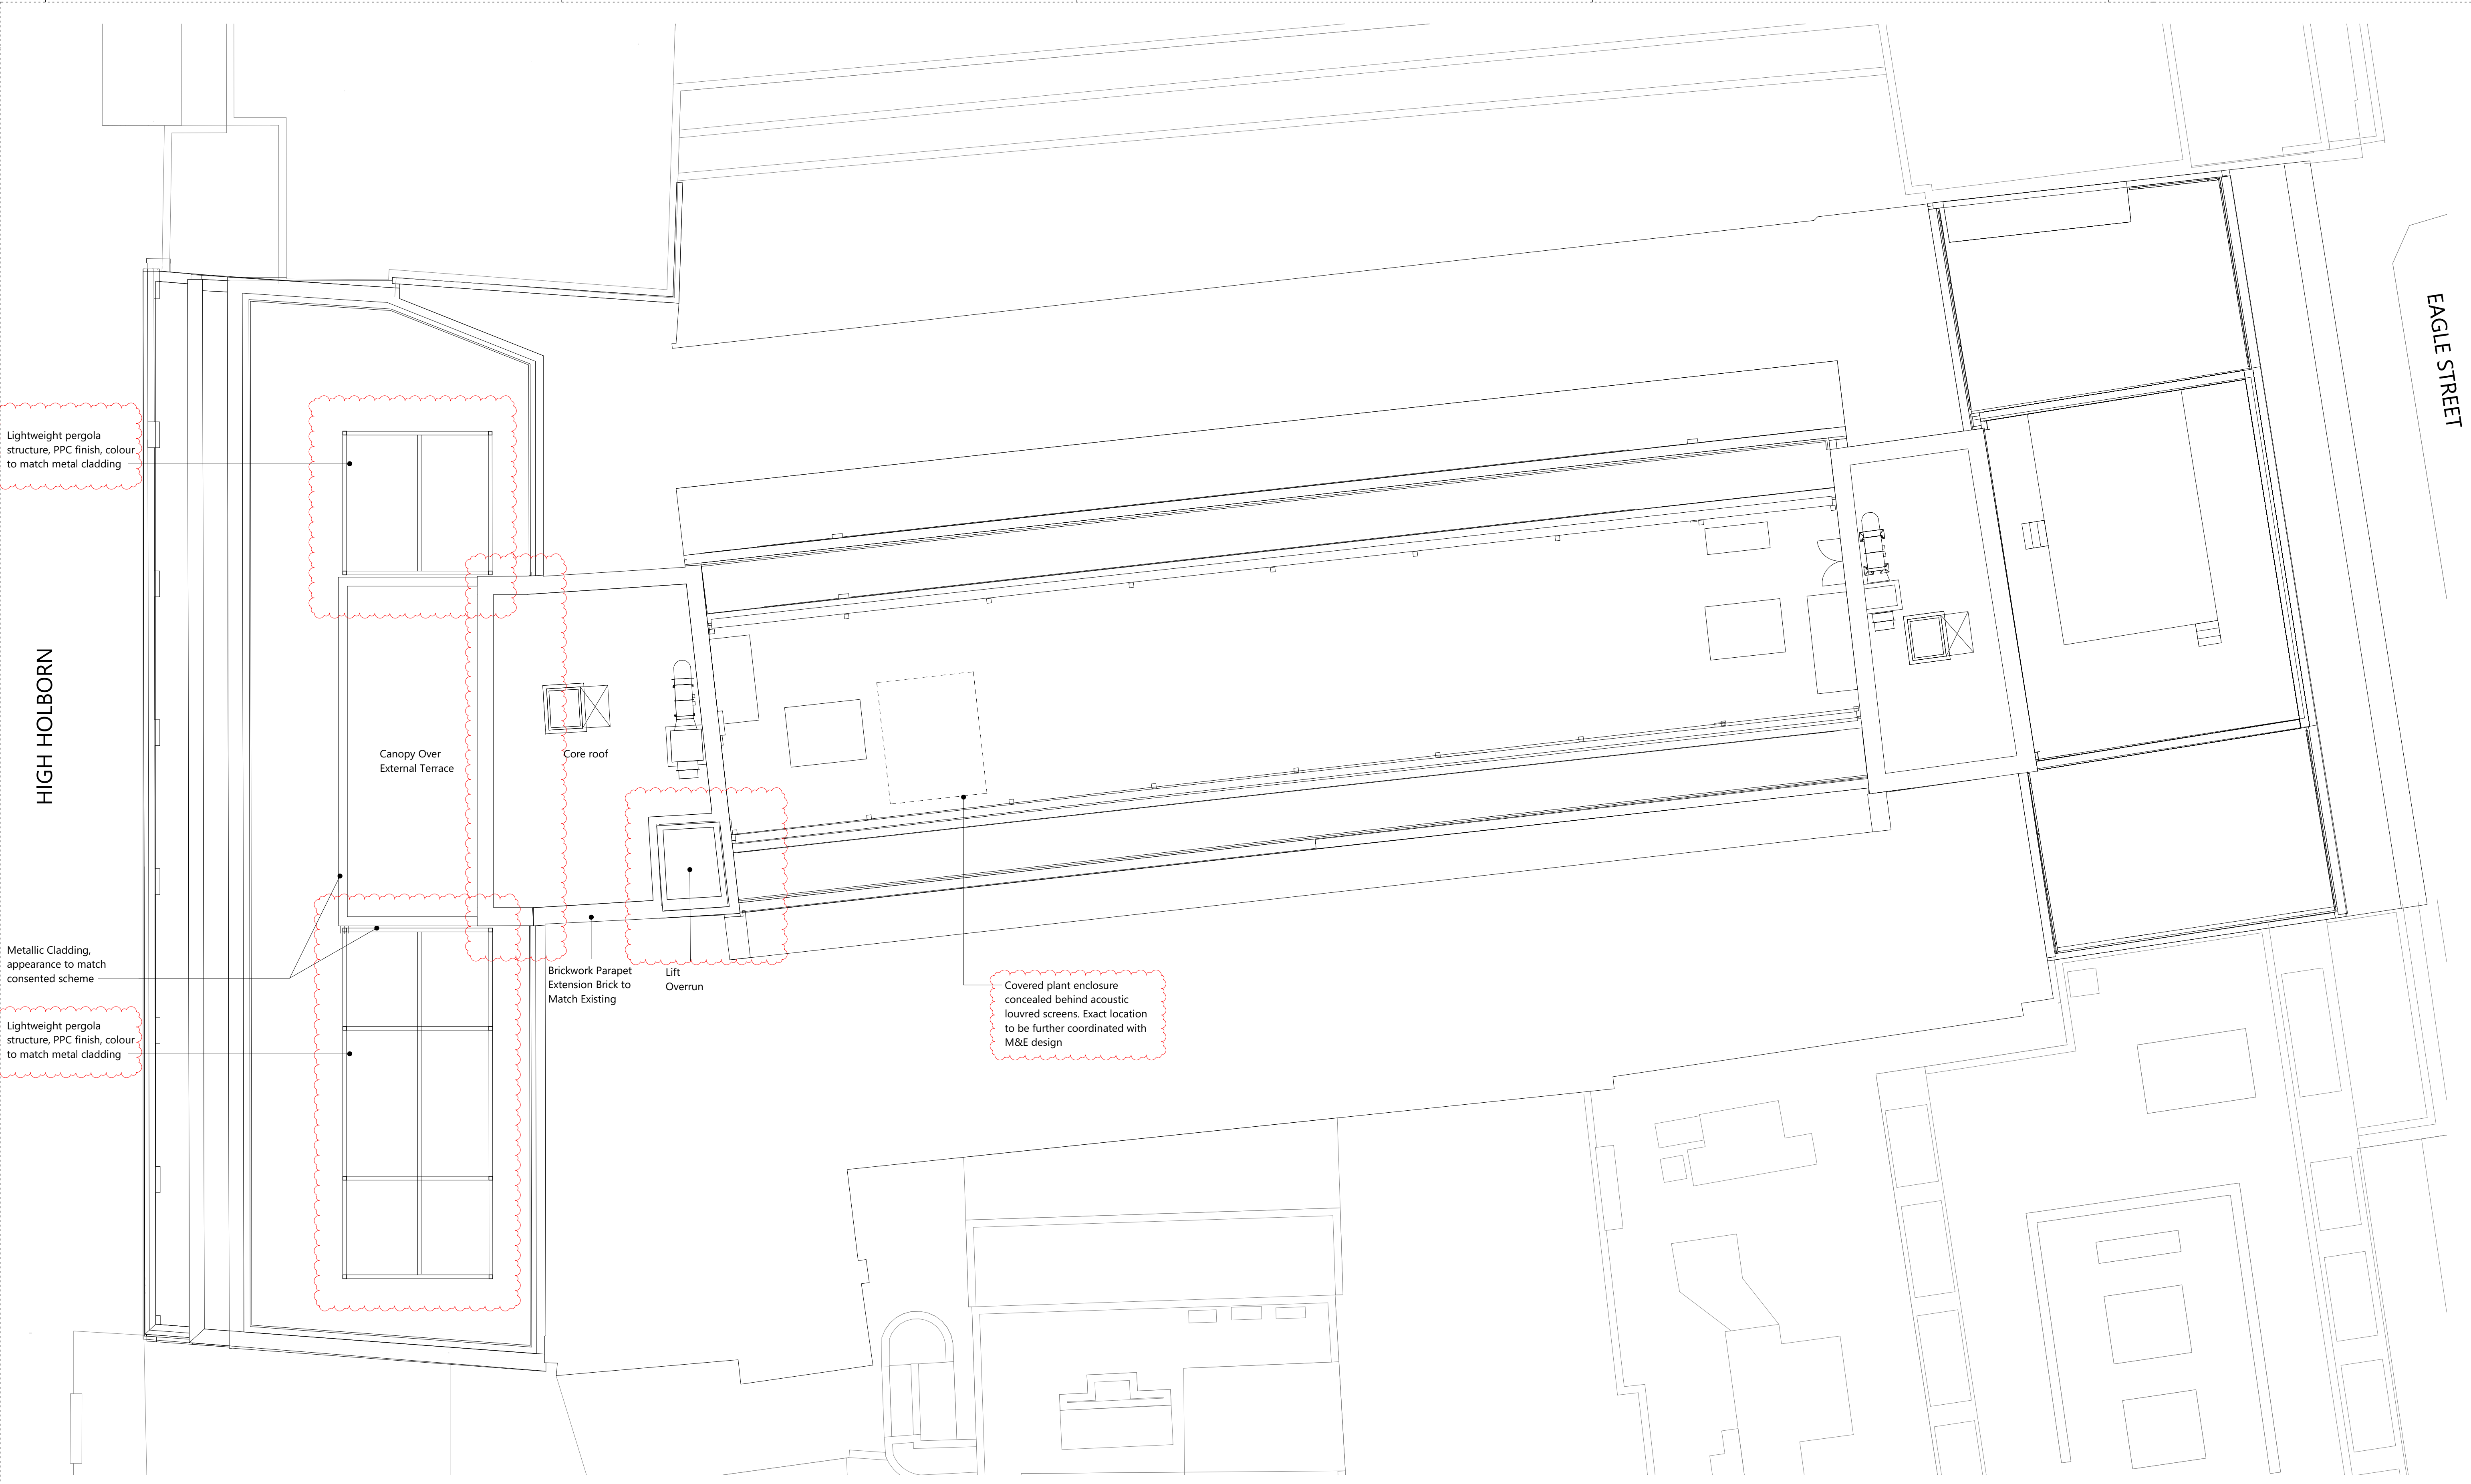 EAGLE STREET
Lightweight pergola
structure, PPC finish, colour
to match metal cladding
HIGH HOLBORN
Canopy Over
External Terrace
Core roof
Metallic Cladding,
appearance to match
consented scheme
Brickwork Parapet
Extension Brick to
Match Existing
Lift
Overrun
Covered plant enclosure
concealed behind acoustic
louvred screens. Exact location
to be further coordinated with
M&E design
Lightweight pergola
structure, PPC finish, colour
to match metal cladding